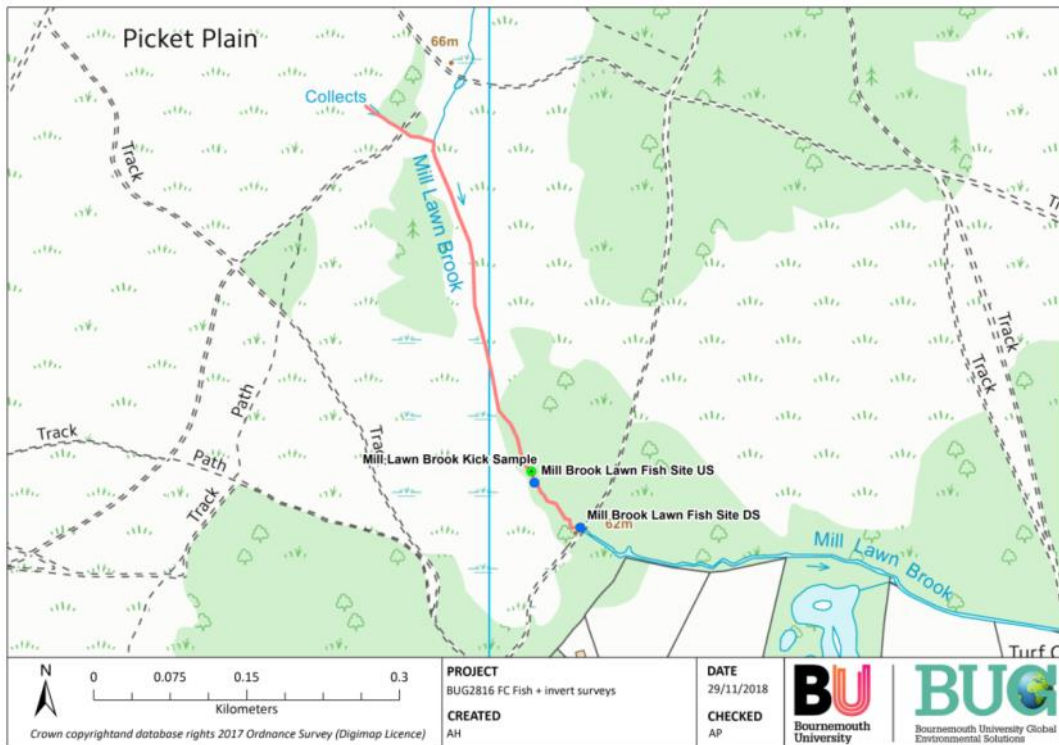 Picket Plain
66m
Collects
Track
Mill Lawn Brook
Path
Track
Path
Track
Track
Track
Track
Mill Lawn Brook Kick Sample
Mill Brook Lawn Fish Site US
Mill Brook Lawn Fish Site DS
62m
Mill Lawn Brook
N
0 0.075 0.15 0.3
Kilometers
Crown copyrightand database rights 2017 Ordnance Survey (Digimap Licence)
PROJECT
BUG2816 FC Fish + invert surveys
CREATED
AH
DATE
29/11/2018
CHECKED
AP
BU
Bournemouth
University
BUG
Bournemouth University Global
Environmental Solutions